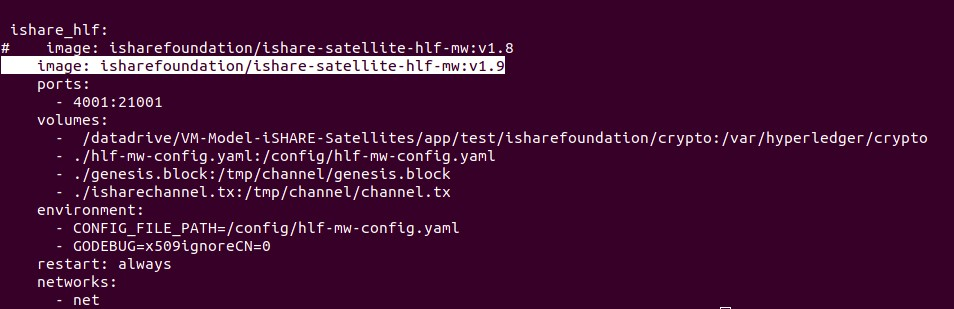 ishare_hlf:
#    image: isharefoundation/ishare-satellite-hlf-mw:v1.8
image: isharefoundation/ishare-satellite-hlf-mw:v1.9
ports:
- 4001:21001
volumes:
-  /datadrive/VM-Model-iSHARE-Satellites/app/test/isharefoundation/crypto:/var/hyperledger/crypto
- ./hlf-mw-config.yaml:/config/hlf-mw-config.yaml
- ./genesis.block:/tmp/channel/genesis.block
- ./isharechannel.tx:/tmp/channel/channel.tx
environment:
- CONFIG_FILE_PATH=/config/hlf-mw-config.yaml
- GODEBUG=x509ignoreCN=0
restart: always
networks:
- net